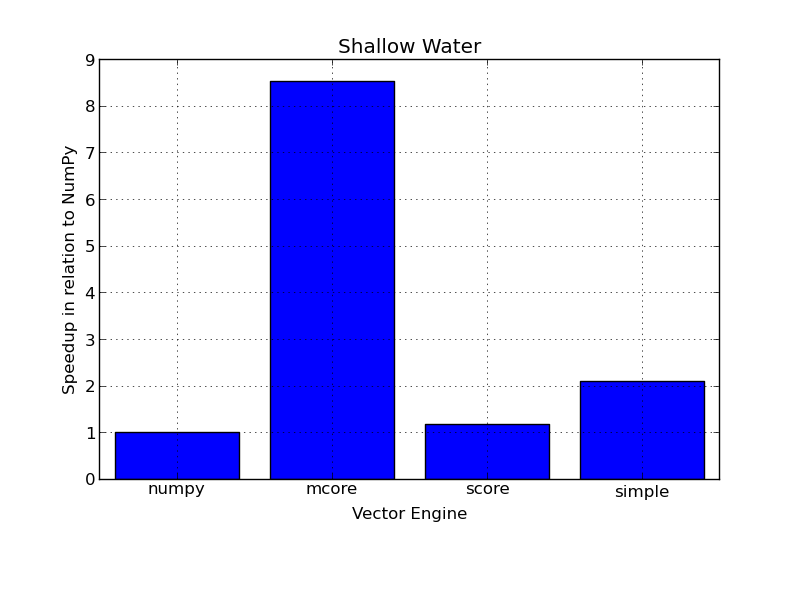 Shallow Water
9
8
7
6
5
4
3
2
1
0
Speedup in relation to NumPy
numpy mcore score simple
Vector Engine